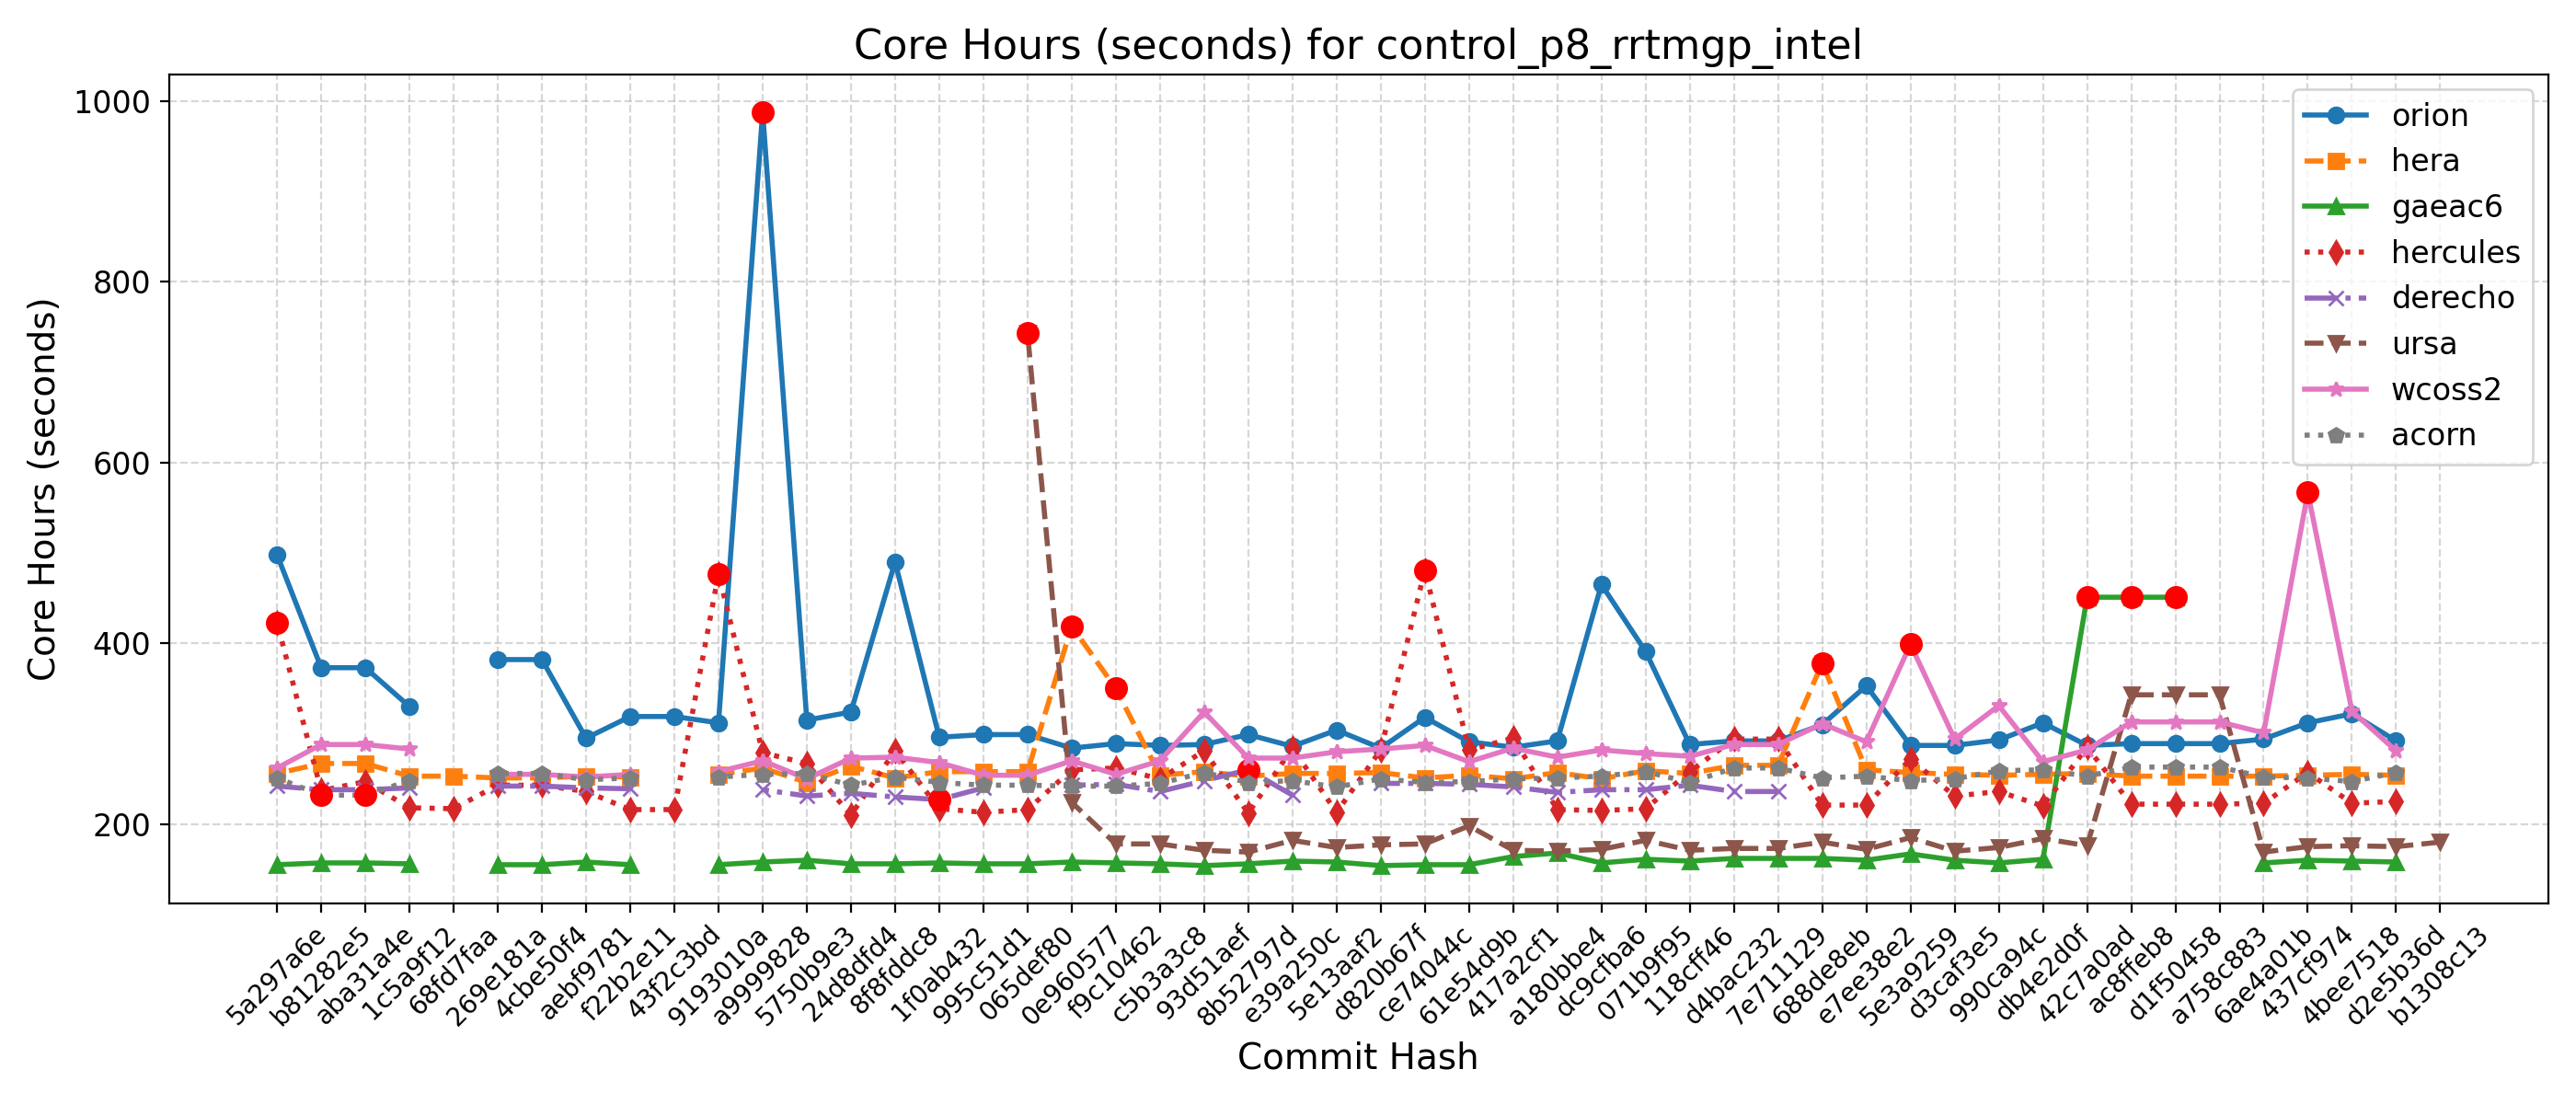 Core Hours (seconds) for control_p8_rrtmgp_intel
Core Hours (seconds)
1000
800
600
400
200
orion
hera
gaeac6
hercules
derecho
ursa
wcoss2
acorn
5a297a6e
b81282e5
aba31a4e
1c5a9f12
68fd7faa
269e181a
4cbe50f4
aebf9781
f22b2e11
43f2c3bd
9193010a
a9999828
5750b9e3
24d8dfd4
8f8fddc8
1f0ab432
995c51d1
065def80
0e960577
f9c10462
c5b3a3c8
93d51aef
8b52797d
e39a250c
5e13aaf2
d820b67f
ce74044c
61e54d9b
417a2cf1
a180bbe4
dc9cfba6
071b9f95
118cff46
d4bac232
7e711129
688de8eb
e7ee38e2
5e3a9259
d3caf3e5
990ca94c
db4e2d0f
42c7a0ad
ac8ffeb8
d1f50458
a758c883
6ae4a01b
437cf974
4bee7518
d2e5b36d
b1308c13
Commit Hash